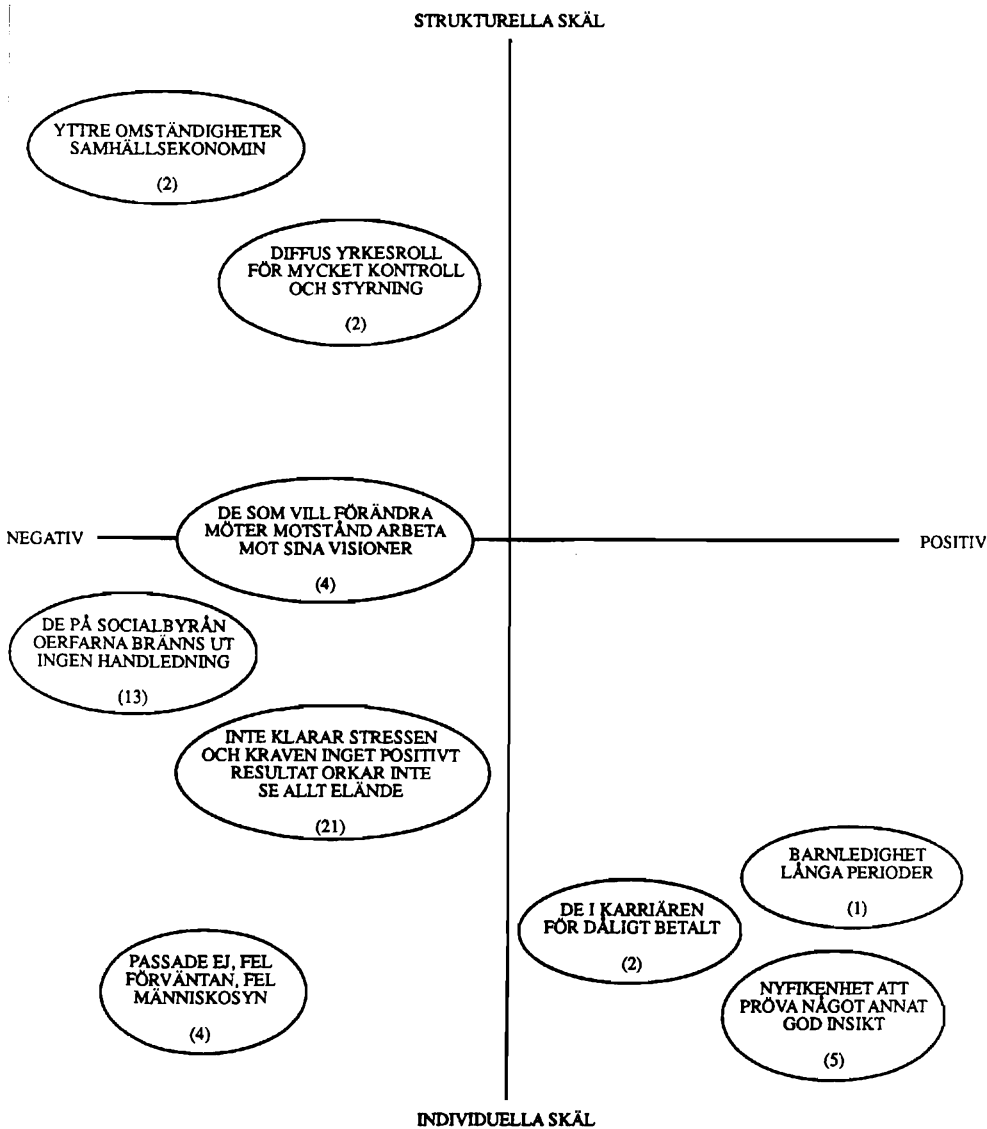 STRUKTURELLA SKÄL
YTTRE OMSTÄNDIGHETER
SAMHÄLLSEKONOMIN
(2)
DIFFUS YRKESROLL
FÖR MYCKET KONTROLL
OCH STYRNING
(2)
NEGATIV
DE SOM VILL FÖRÄNDRA
MÖTER MOTSTÅND ARBETA
MOT SINA VISIONER
(4)
POSITIV
DE PÅ SOCIALBYRÅN
OERFARNA BRÄNNS UT
INGEN HANDLEDNING
(13)
INTE KLARAR STRESSEN
OCH KRAVEN INGET POSITIVT
RESULTAT ORKAR INTE
SE ALLT ELÄNDE
(21)
BARNLEDIGHET
LÅNGA PERIODER
(1)
DE I KARRIÄREN
FÖR DÅLIGT BETALT
(2)
PASSADE EJ, FEL
FÖRVÄNTAN, FEL
MÄNNISKOSYN
(4)
NYFIKENHET ATT
PRÖVA NÅGOT ANNAT
GOD INSIKT
(5)
INDIVIDUELLA SKÄL